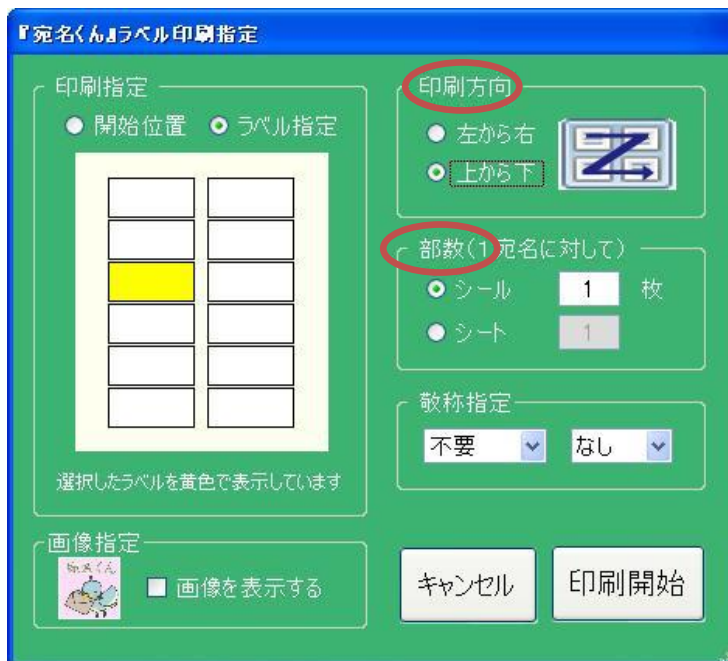 『宛名くん』ラベル印刷指定
印刷指定
開始位置 ラベル指定
選択したラベルを黄色で表示しています
画像指定
宛名くん
画像を表示する
印刷方向
左から右
上から下
部数(1宛名に対して)
シール 1 枚
シート 1
敬称指定
不要 なし
キャンセル 印刷開始